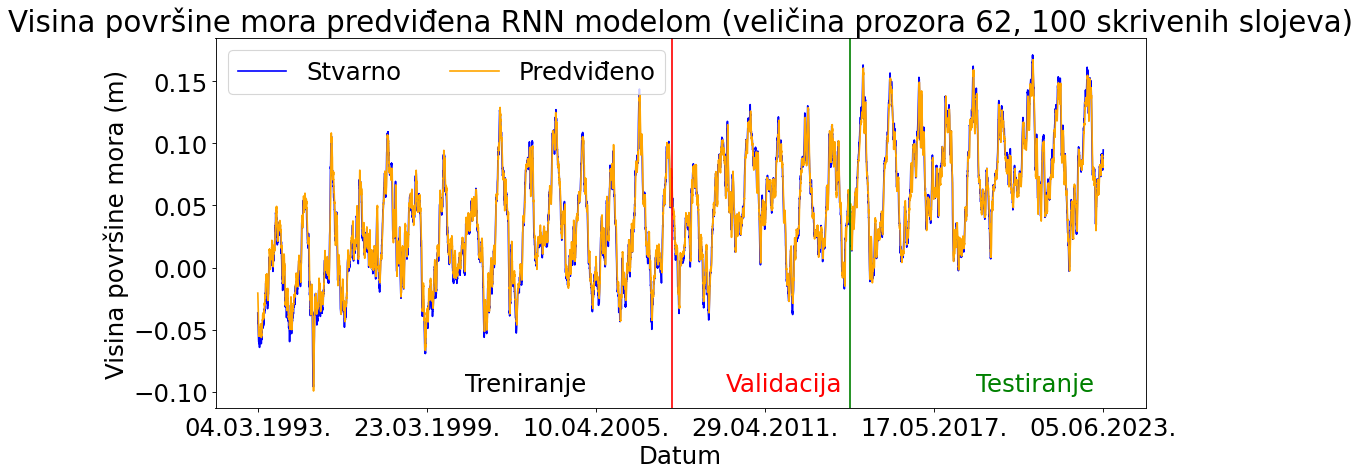 Visina površine mora predviđena RNN modelom (veličina prozora 62, 100 skrivenih slojeva)
Stvarno Predviđeno
Visina površine mora (m)
0.15
0.10
0.05
0.00
−0.05
−0.10
Treniranje Validacija Testiranje
04.03.1993. 23.03.1999. 10.04.2005. 29.04.2011. 17.05.2017. 05.06.2023.
Datum